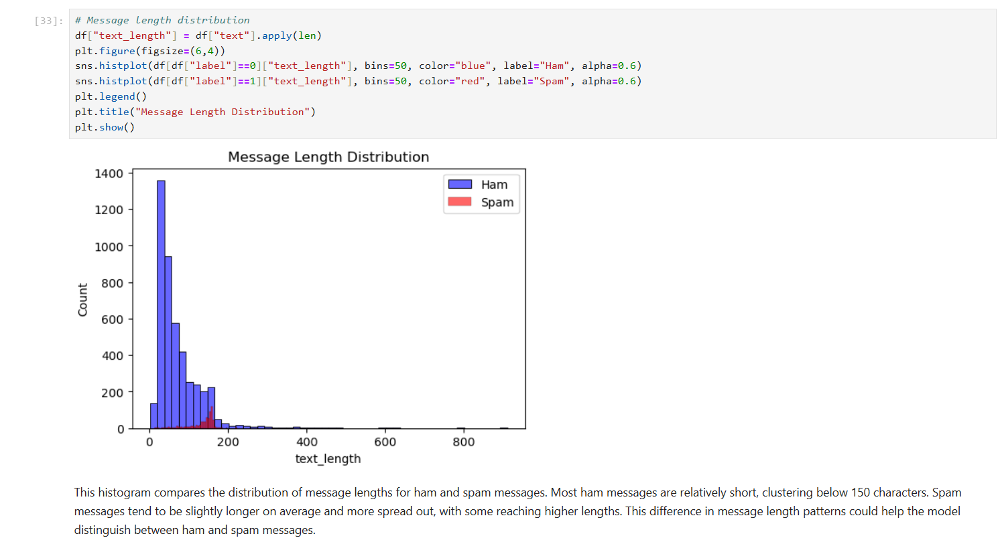 [33]: # Message length distribution
df["text_length"] = df["text"].apply(len)
plt.figure(figsize=(6,4))
sns.histplot(df[df["label"]==0]["text_length"], bins=50, color="blue", label="Ham", alpha=0.6)
sns.histplot(df[df["label"]==1]["text_length"], bins=50, color="red", label="Spam", alpha=0.6)
plt.legend()
plt.title("Message Length Distribution")
plt.show()
Message Length Distribution
1400
1200
1000
800
600
400
200
0
Count
Ham
Spam
0 200 400 600 800
text_length
This histogram compares the distribution of message lengths for ham and spam messages. Most ham messages are relatively short, clustering below 150 characters. Spam
messages tend to be slightly longer on average and more spread out, with some reaching higher lengths. This difference in message length patterns could help the model
distinguish between ham and spam messages.